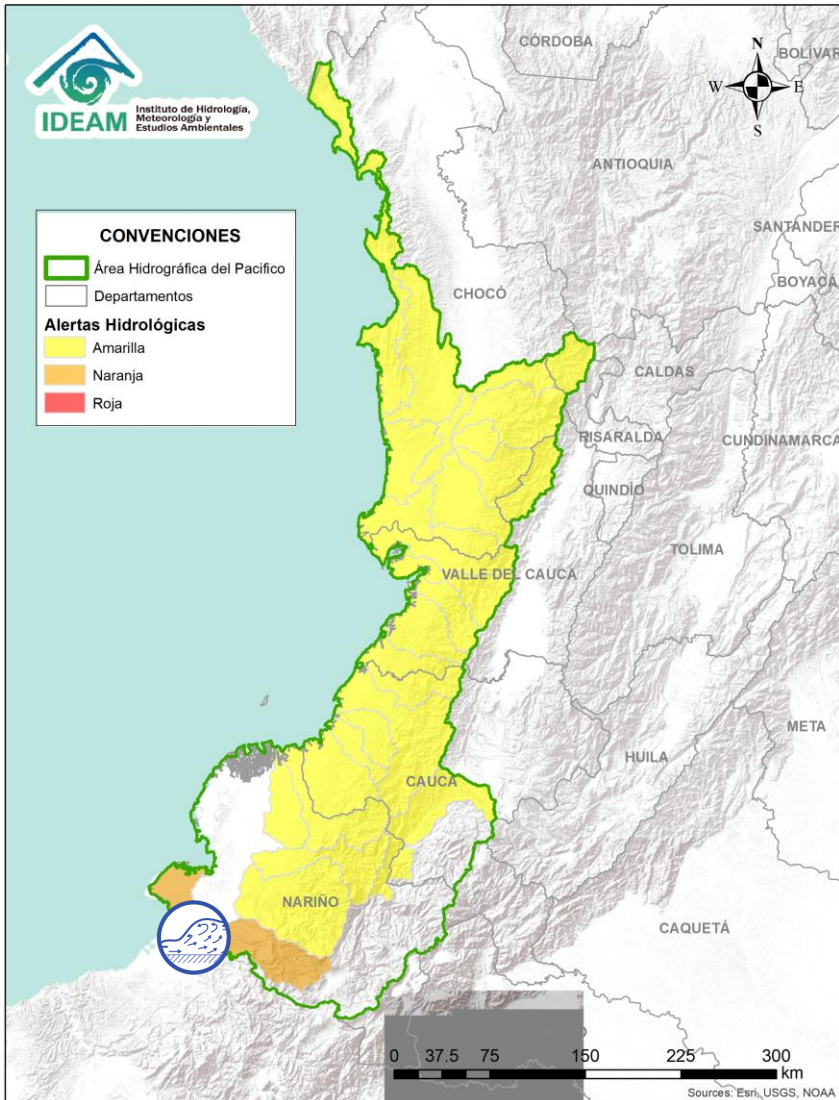 IDEAM
Instituto de Hidrología,
Meteorología y
Estudios Ambientales
CÓRDOBA
BOLÍVAR
N
W
E
S
ANTIOQUIA
SANTANDER
BOYACÁ
CONVENCIONES
Área Hidrográfica del Pacifico
Departamentos
Alertas Hidrológicas
Amarilla
Naranja
Roja
CHOCÓ
CALDAS
RISARALDA
CUNDINAMARCA
QUINDÍO
TOLIMA
VALLE DEL CAUCA
META
HUILA
CAUCA
NARIÑO
CAQUETÁ
0 37.5 75 150 225 300
km
Sources: Esri, USGS, NOAA